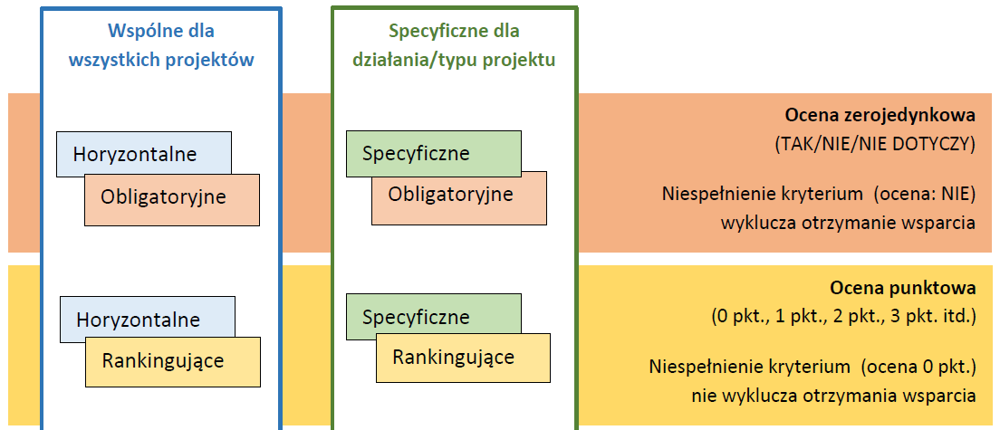 Wspólne dla
wszystkich projektów
Specyficzne dla
działania/typu projektu
Ocena zerojedynkowa
(TAK/NIE/NIE DOTYCZY)
Horyzontalne
Obligatoryjne
Specyficzne
Obligatoryjne
Niespełnienie kryterium (ocena: NIE)
wyklucza otrzymanie wsparcia
Ocena punktowa
(0 pkt., 1 pkt., 2 pkt., 3 pkt. itd.)
Horyzontalne
Rankingujące
Specyficzne
Rankingujące
Niespełnienie kryterium (ocena 0 pkt.)
nie wyklucza otrzymania wsparcia